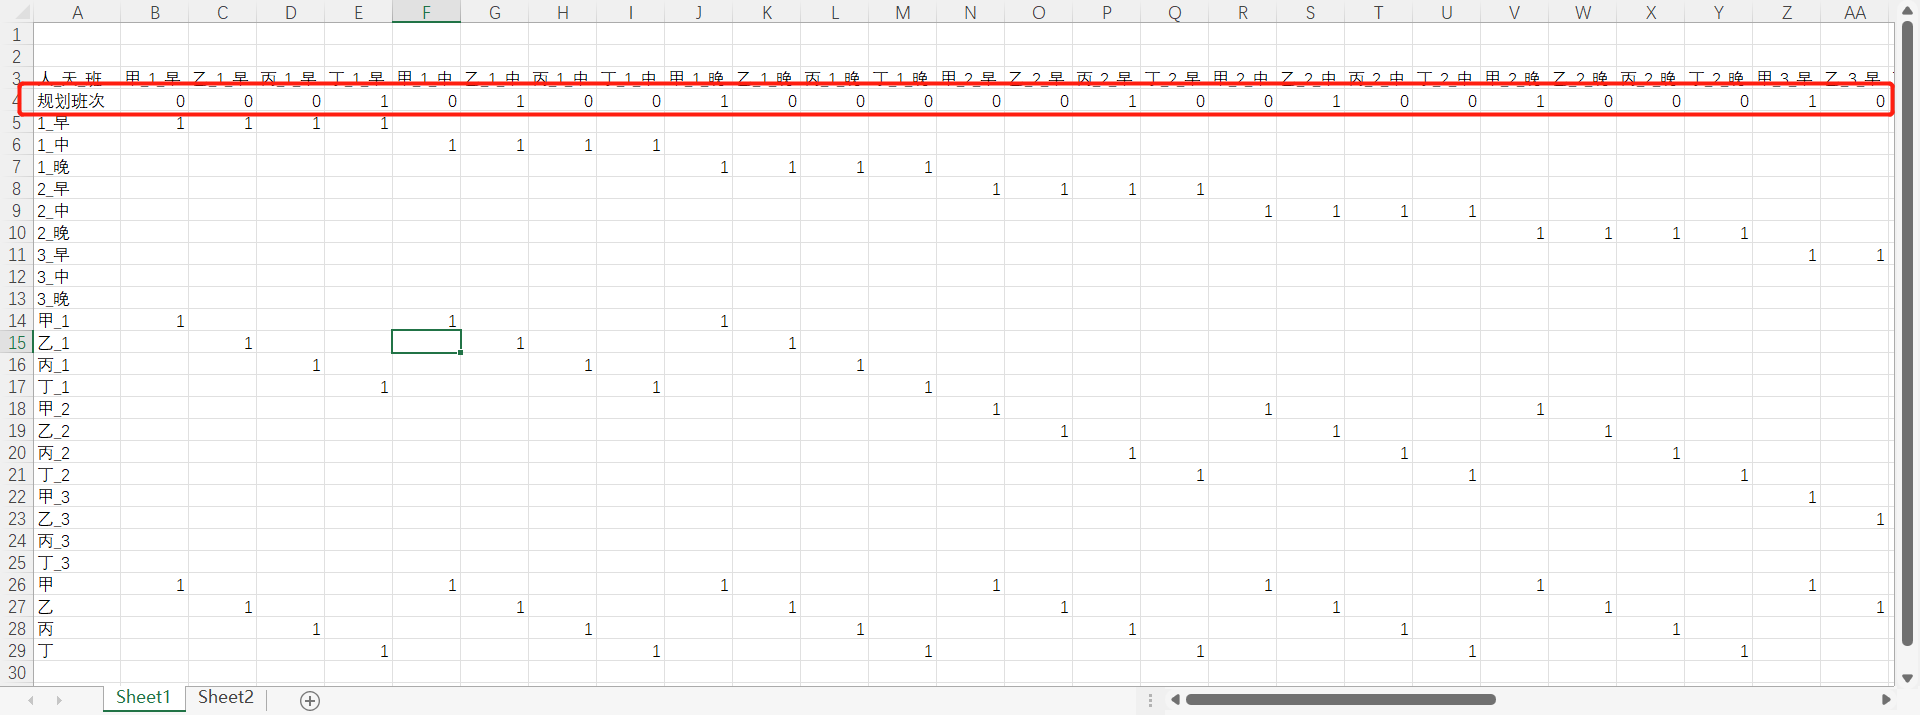 A B C D E F G H I J K L M N O P Q R S T U V W X Y Z AA
1
2
3 人_天_班 甲_1_早 乙_1_早 丙_1_早 丁_1_早 甲_1_中 乙_1_中 丙_1_中 丁_1_中 甲_1_晚 乙_1_晚 丙_1_晚 丁_1_晚 甲_2_早 乙_2_早 丙_2_早 丁_2_早 甲_2_中 乙_2_中 丙_2_中 丁_2_中 甲_2_晚 乙_2_晚 丙_2_晚 丁_2_晚 甲_3_早 乙_3_早
4 规划班次 0 0 0 1 0 1 0 0 1 0 0 0 0 0 1 0 0 1 0 0 1 0 0 0 1 0
5 1_早 1 1 1 1
6 1_中 1 1 1 1
7 1_晚 1 1 1 1
8 2_早 1 1 1 1
9 2_中 1 1 1 1
10 2_晚 1 1 1 1
11 3_早 1 1
12 3_中
13 3_晚
14 甲_1 1 1 1
15 乙_1 1 1 1
16 丙_1 1 1 1
17 丁_1 1 1 1
18 甲_2 1 1 1
19 乙_2 1 1 1
20 丙_2 1 1 1
21 丁_2 1 1 1
22 甲_3 1
23 乙_3 1
24 丙_3
25 丁_3
26 甲 1 1 1 1 1 1 1
27 乙 1 1 1 1 1 1 1
28 丙 1 1 1 1 1 1
29 丁 1 1 1 1 1 1
30
Sheet1 Sheet2